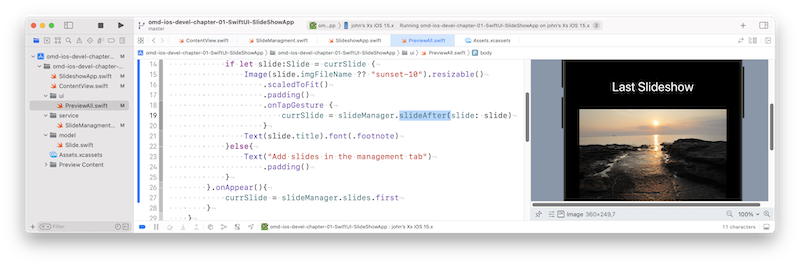 omd-ios-devel-chapter-01-SwiftUI-SlideShowApp
master
om...pp
john's Xx iOS 15.x
Running omd-ios-devel-chapter-01-SwiftUI-SlideShowApp on john's Xx iOS 15.x
3
ContentView.swift
SlideManagment.swift
SlideshowApp.swift
PreviewAll.swift
Assets.xcassets
omd-ios-devel-chapter-01-SwiftUI-SlideShowApp
omd-ios-devel-chapter-01-SwiftUI-SlideShowApp
ui
PreviewAll.swift
body
omd-ios-devel-chapter...
omd-ios-devel-chapter-...
SlideshowApp.swift M
ContentView.swift M
ui
PreviewAll.swift M
service
SlideManagment.swift M
model
Slide.swift
Assets.xcassets
Preview Content
Filter
14 if let slide:Slide = currSlide {
15 Image(slide.imgFileName ?? "sunset-10").resizable()
16 .scaledToFit()
17 .padding()
18 .onTapGesture {
19 currSlide = slideManager.slideAfter(slide: slide)
20 }
21 Text(slide.title).font(.footnote)
22 }else{
23 Text("Add slides in the management tab")
24 .padding()
25 }
26 }.onAppear(){
27 currSlide = slideManager.slides.first
28 }
29 }
Last Slideshow
Image 360×249,7
100%
omd-ios-devel-chapter-01-SwiftUI-SlideShowApp
john's Xx iOS 15.x
11 characters